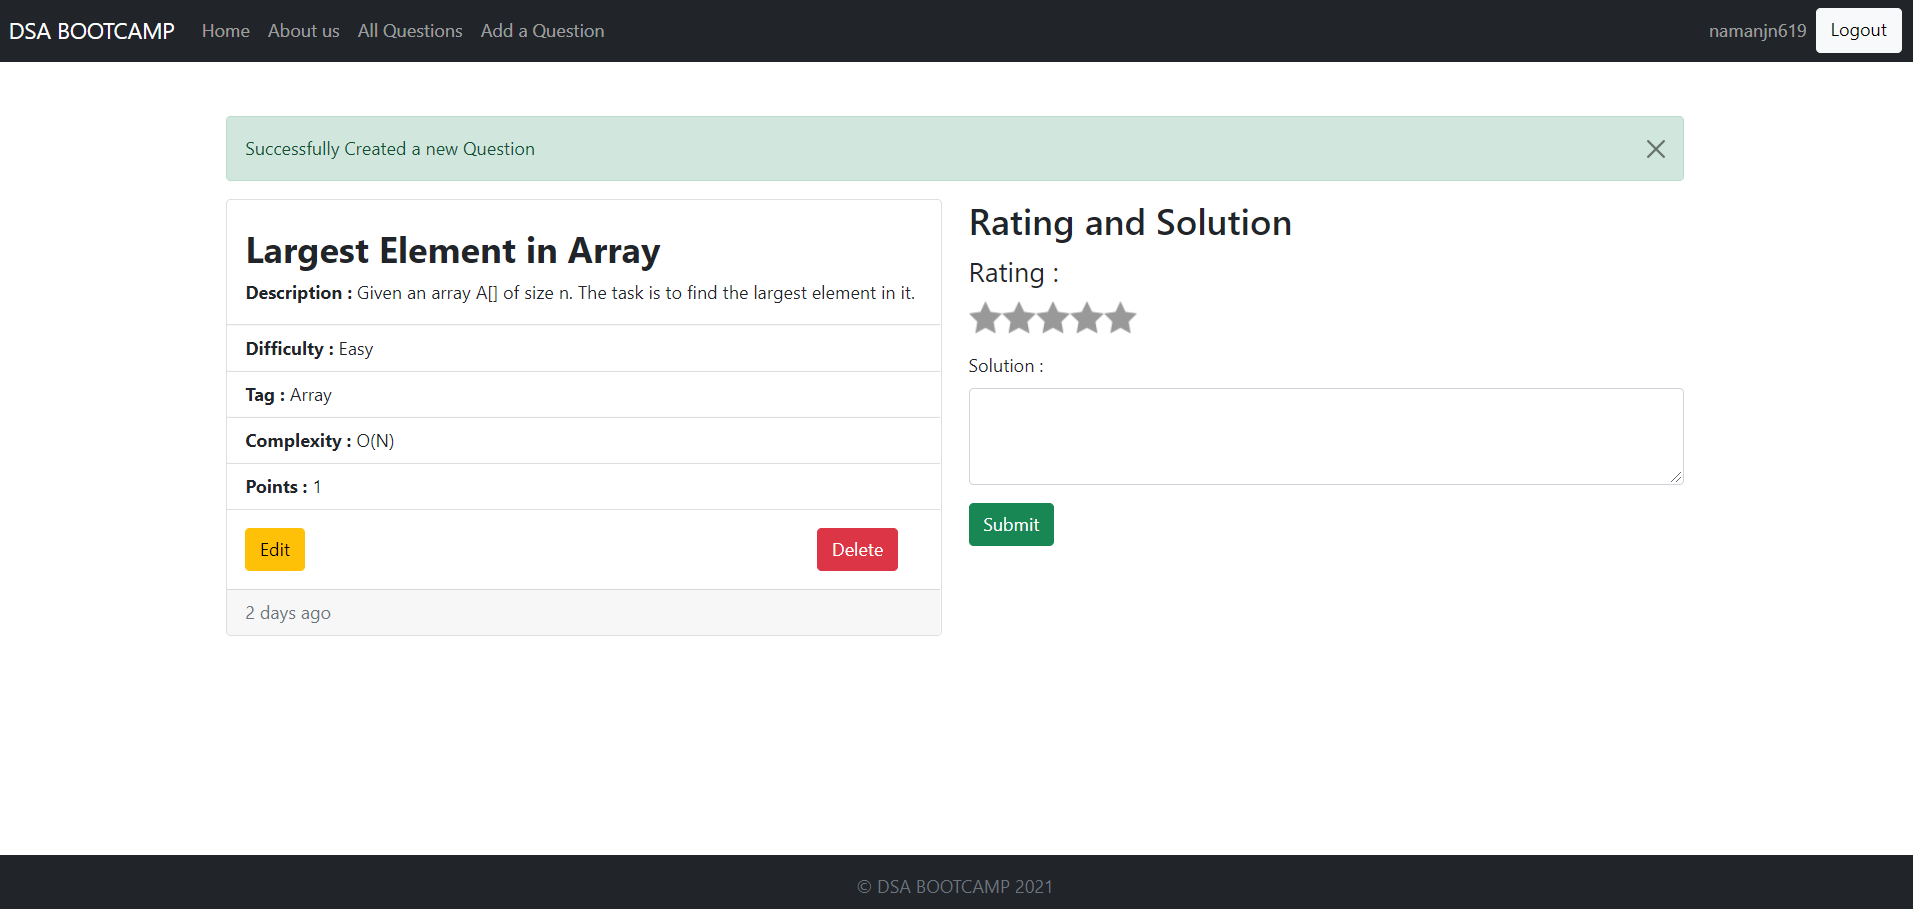 DSA BOOTCAMP Home About us All Questions Add a Question namanjn619 Logout
Successfully Created a new Question
Largest Element in Array
Description : Given an array A[] of size n. The task is to find the largest element in it.
Difficulty : Easy
Tag : Array
Complexity : O(N)
Points : 1
Edit Delete
2 days ago
Rating and Solution
Rating :
Solution :
Submit
© DSA BOOTCAMP 2021